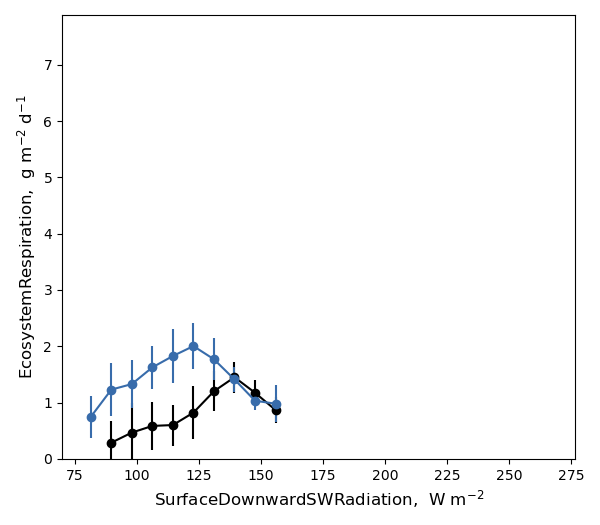 7
6
5
4
3
2
1
0
EcosystemRespiration,  g m⁻² d⁻¹
75 100 125 150 175 200 225 250 275
SurfaceDownwardSWRadiation,  W m⁻²